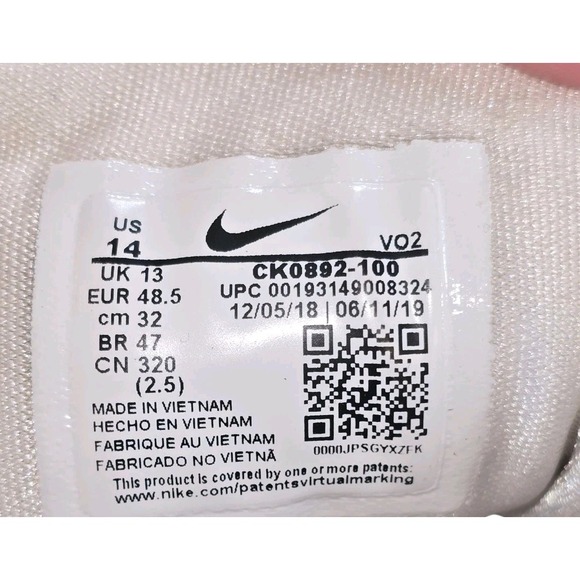 US
14
VO2
UK 13
CK0892-100
EUR 48.5
UPC 00193149008324
cm 32
12/05/18 | 06/11/19
BR 47
CN 320
(2.5)
MADE IN VIETNAM
HECHO EN VIETNAM
FABRIQUE AU VIETNAM
FABRICADO NO VIETNÃ
0000JPSGYXZFK
This product is covered by one or more patents:
www.nike.com/patentsvirtualmarking